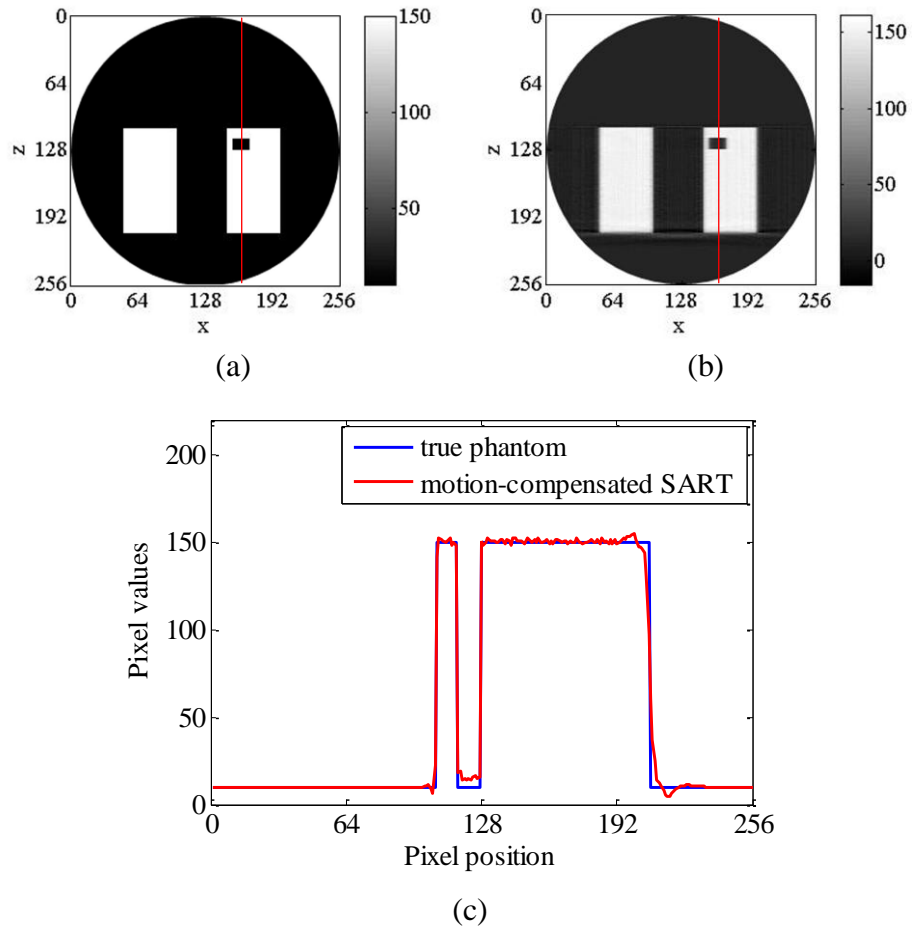 0
64
z
128
192
256
0 64 128 192 256
x
150
100
50
(a)
0
64
z
128
192
256
0 64 128 192 256
x
150
100
50
0
(b)
true phantom
motion-compensated SART
Pixel values
200
150
100
50
0
0 64 128 192 256
Pixel position
(c)